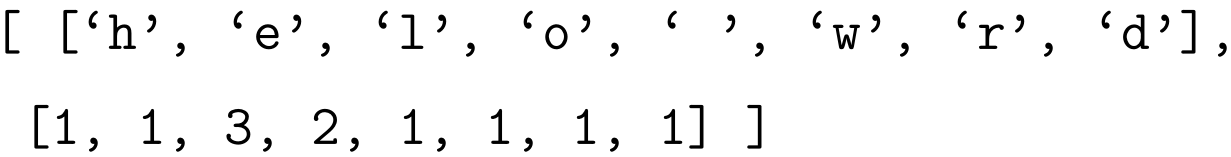 [ [‘h’, ‘e’, ‘l’, ‘o’, ‘ ’, ‘w’, ‘r’, ‘d’],
[1, 1, 3, 2, 1, 1, 1, 1] ]